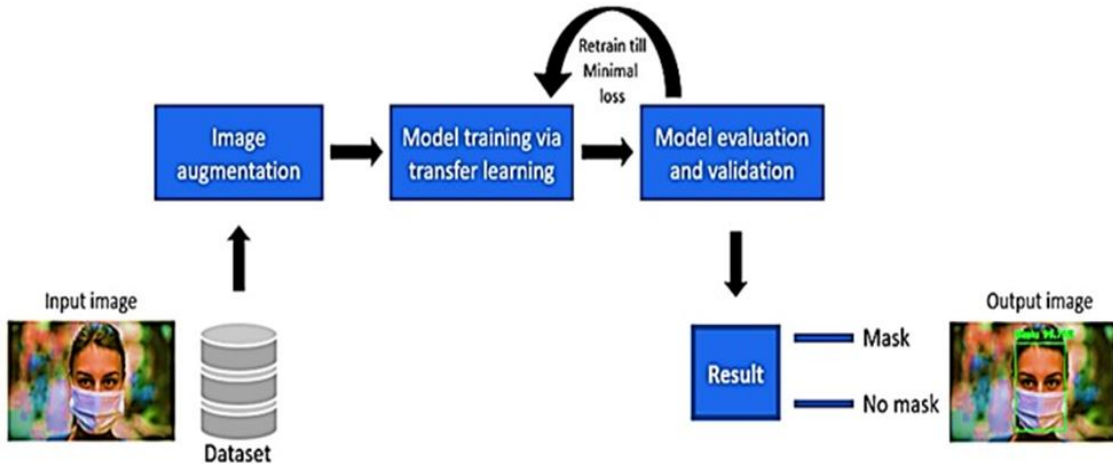 Retrain till
Minimal
loss
Image
augmentation
Model training via
transfer learning
Model evaluation
and validation
Input image
Dataset
Result
Mask
No mask
Output image